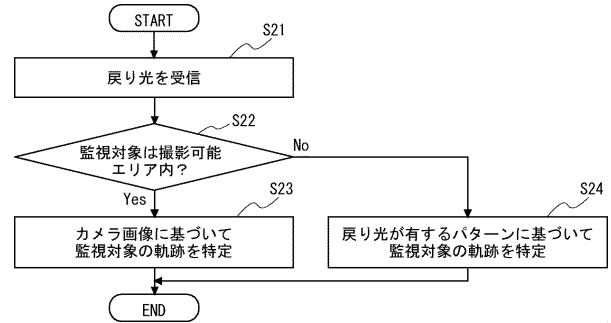 START
S21
戻り光を受信
S22
監視対象は撮影可能
エリア内？
No
Yes
S23
カメラ画像に基づいて
監視対象の軌跡を特定
S24
戻り光が有するパターンに基づいて
監視対象の軌跡を特定
END